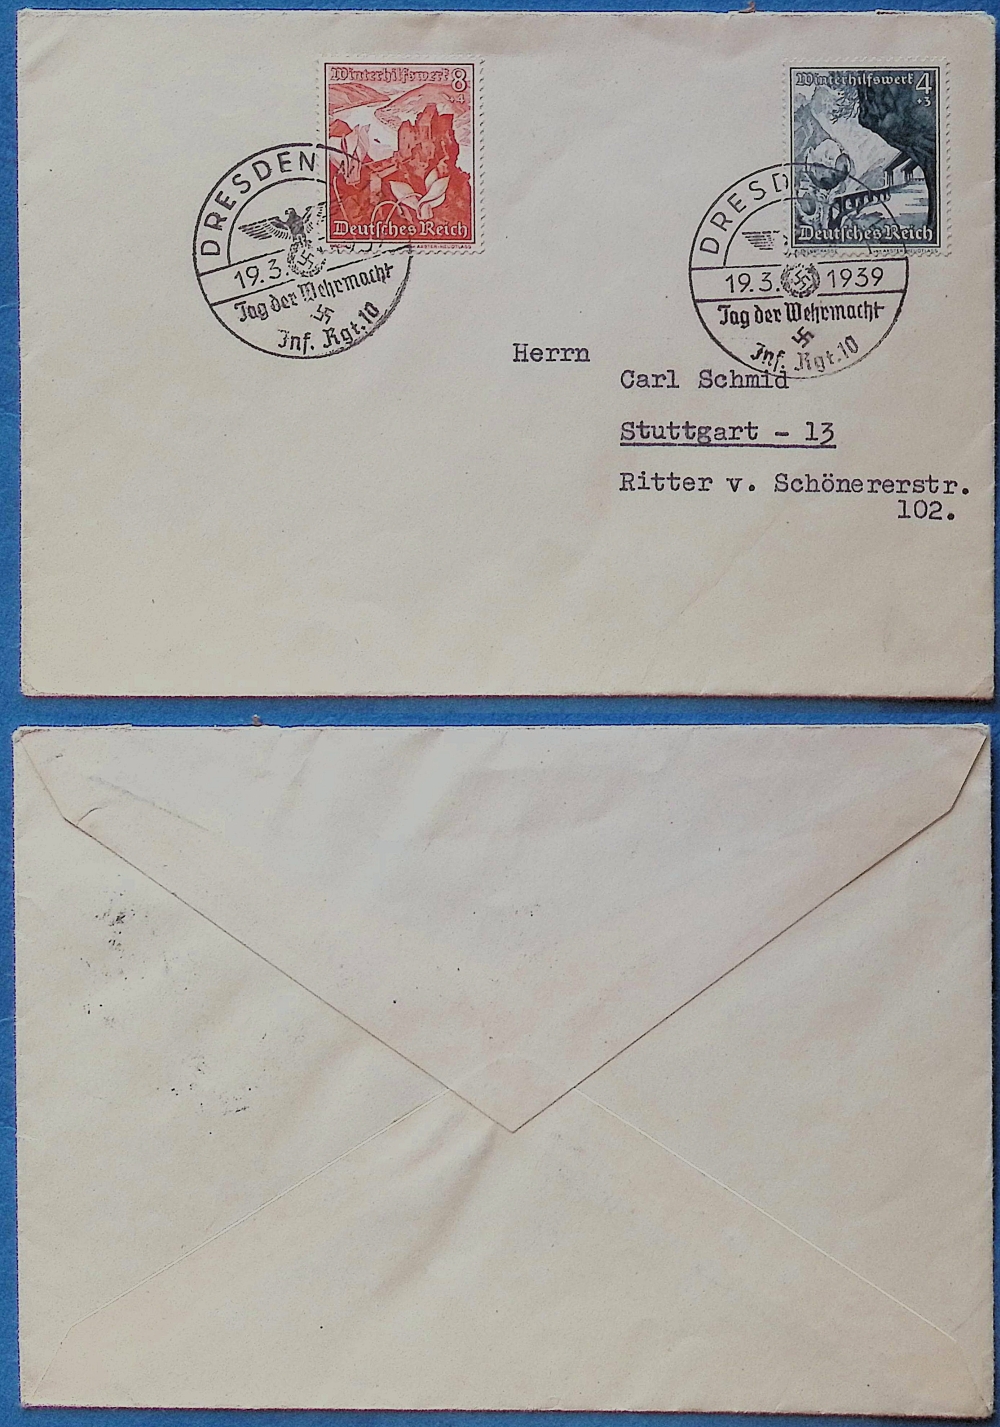 Winterhilfswerk 8
+4
Deutsches Reich
DRESDEN
19.3.
Tag der Wehrmacht
Inf. Rgt. 10
Winterhilfswerk 4
+3
Deutsches Reich
DRESD
19.3. 1939
Tag der Wehrmacht
Inf. Rgt. 10
Herrn
Carl Schmid
Stuttgart - 13
Ritter v. Schönererstr.
102.